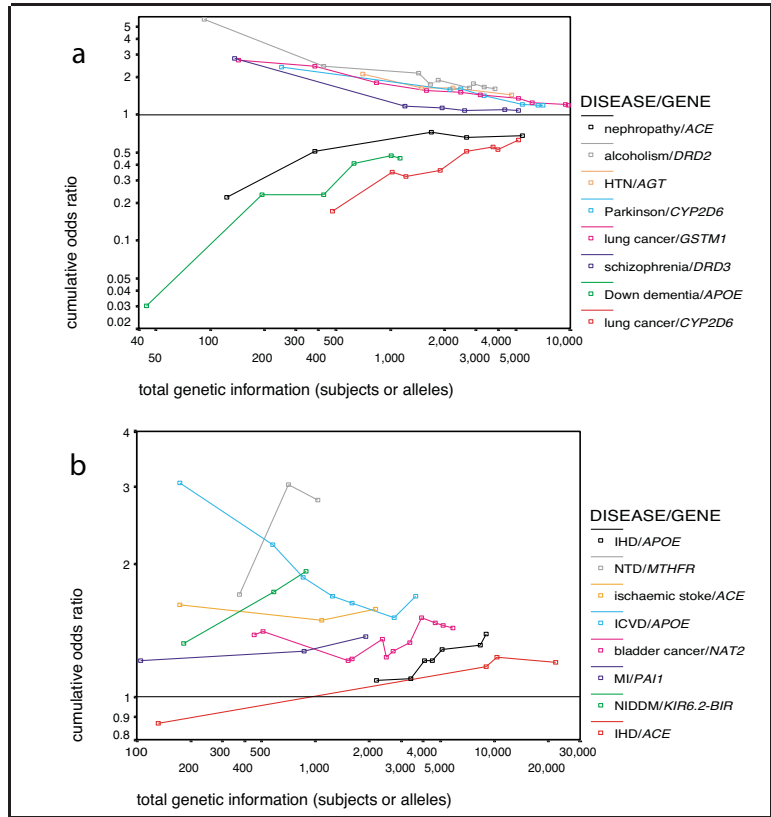 a
5
4
3
2
1
0.5
0.4
0.3
0.2
0.1
0.05
0.04
0.03
0.02
cumulative odds ratio
40 100 300 500 2,000 4,000 10,000
50 200 400 1,000 3,000 5,000
total genetic information (subjects or alleles)
DISEASE/GENE
nephropathy/ACE
alcoholism/DRD2
HTN/AGT
Parkinson/CYP2D6
lung cancer/GSTM1
schizophrenia/DRD3
Down dementia/APOE
lung cancer/CYP2D6
b
4
3
2
1
0.9
0.8
cumulative odds ratio
100 300 500 2,000 4,000 10,000 30,000
200 400 1,000 3,000 5,000 20,000
total genetic information (subjects or alleles)
DISEASE/GENE
IHD/APOE
NTD/MTHFR
ischaemic stoke/ACE
ICVD/APOE
bladder cancer/NAT2
MI/PAI1
NIDDM/KIR6.2-BIR
IHD/ACE